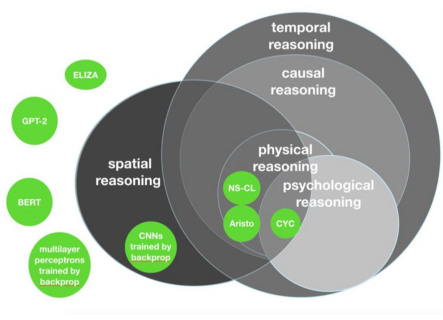 temporal
reasoning
causal
reasoning
ELIZA
GPT-2
spatial
reasoning
physical
reasoning
NS-CL
psychological
reasoning
BERT
Aristo
CYC
CNNs
trained by
backprop
multilayer
perceptrons
trained by
backprop